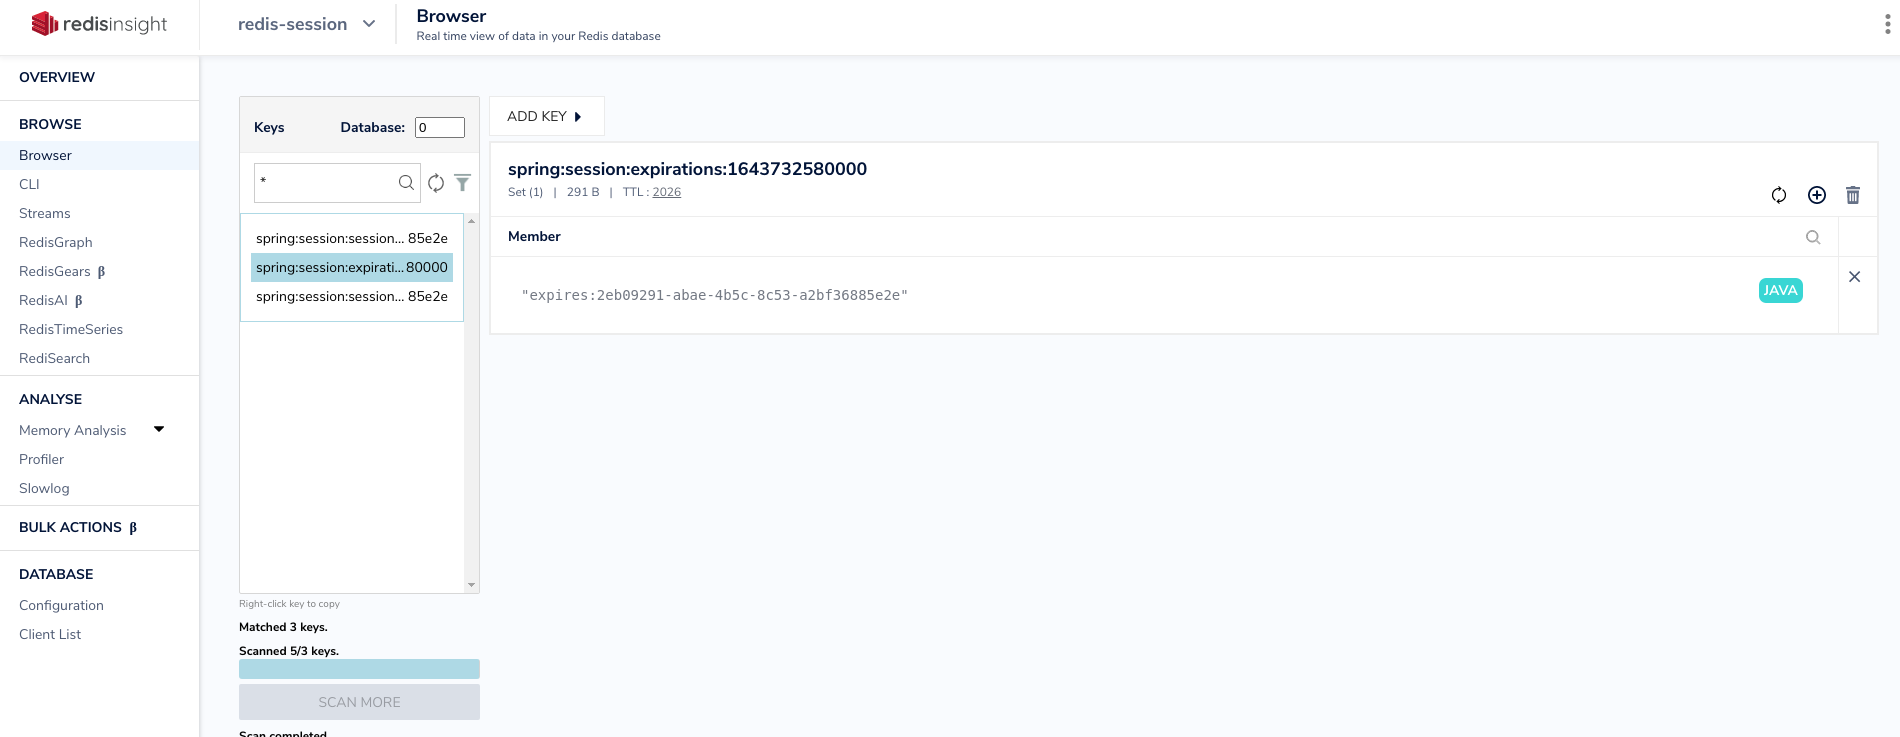 redisinsight
redis-session
Browser
Real time view of data in your Redis database
OVERVIEW
BROWSE
Browser
CLI
Streams
RedisGraph
RedisGears β
RedisAI β
RedisTimeSeries
RediSearch
ANALYSE
Memory Analysis
Profiler
Slowlog
BULK ACTIONS β
DATABASE
Configuration
Client List
Keys Database: 0
*
spring:session:session... 85e2e
spring:session:expirati... 80000
spring:session:session... 85e2e
Right-click key to copy
Matched 3 keys.
Scanned 5/3 keys.
SCAN MORE
Scan completed
ADD KEY
spring:session:expirations:1643732580000
Set (1) | 291 B | TTL : 2026
Member
"expires:2eb09291-abae-4b5c-8c53-a2bf36885e2e" JAVA